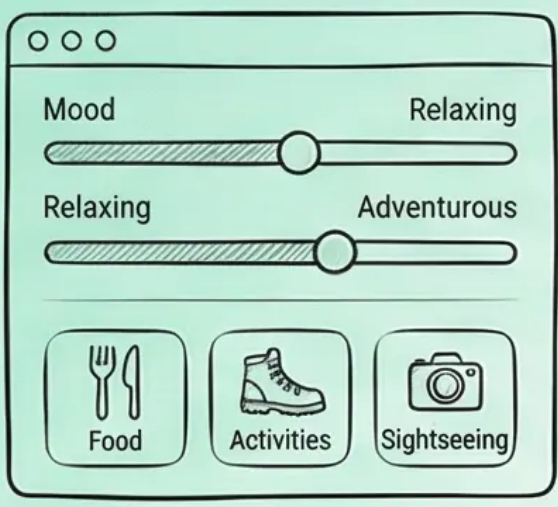 Mood Relaxing
Relaxing Adventurous
Food Activities Sightseeing